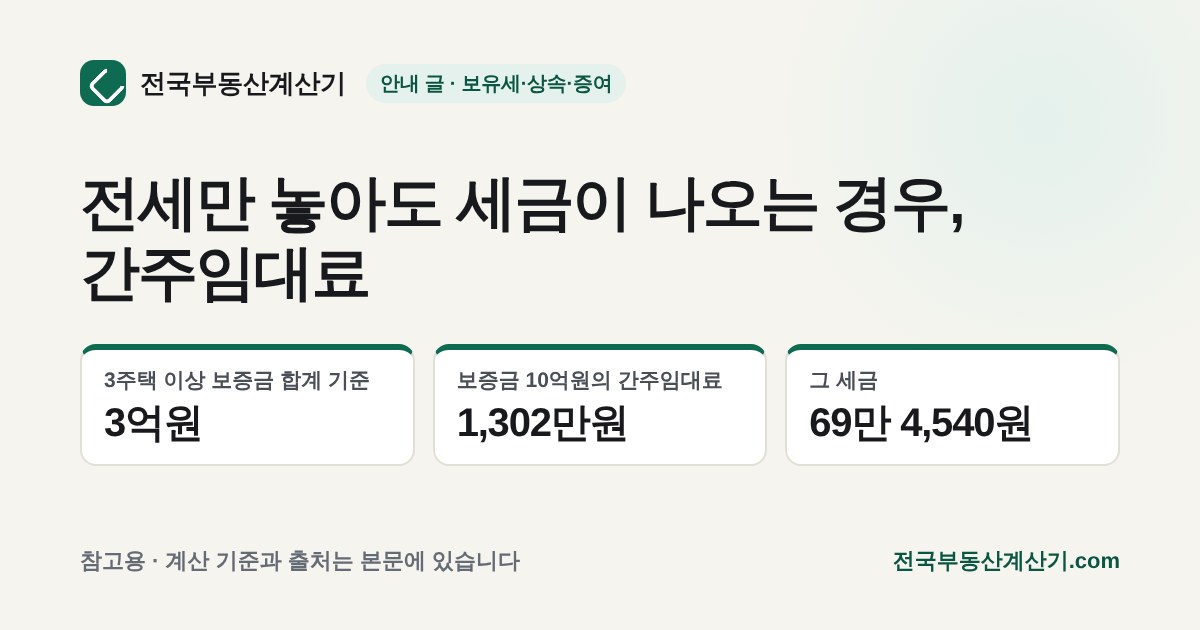 전국부동산계산기
안내 글 · 보유세·상속·증여
전세만 놓아도 세금이 나오는 경우,
간주임대료
3주택 이상 보증금 합계 기준
3억원
보증금 10억원의 간주임대료
1,302만원
그 세금
69만 4,540원
참고용 · 계산 기준과 출처는 본문에 있습니다
전국부동산계산기.com